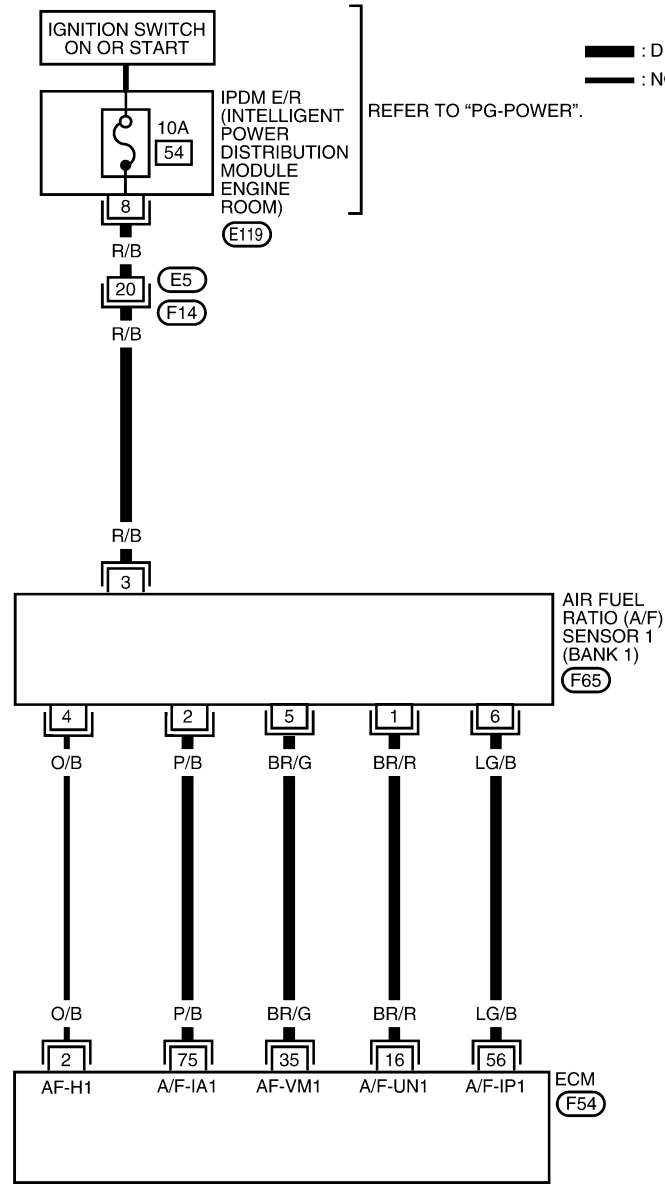 IGNITION SWITCH
ON OR START
: D
: N
IPDM E/R
(INTELLIGENT
POWER
DISTRIBUTION
MODULE
ENGINE
ROOM)
REFER TO “PG-POWER”.
10A
54
8
E119
R/B
20
E5
F14
R/B
R/B
3
AIR FUEL
RATIO (A/F)
SENSOR 1
(BANK 1)
F65
4 2 5 1 6
O/B P/B BR/G BR/R LG/B
O/B P/B BR/G BR/R LG/B
2 75 35 16 56
AF-H1 A/F-IA1 AF-VM1 A/F-UN1 A/F-IP1
ECM
F54